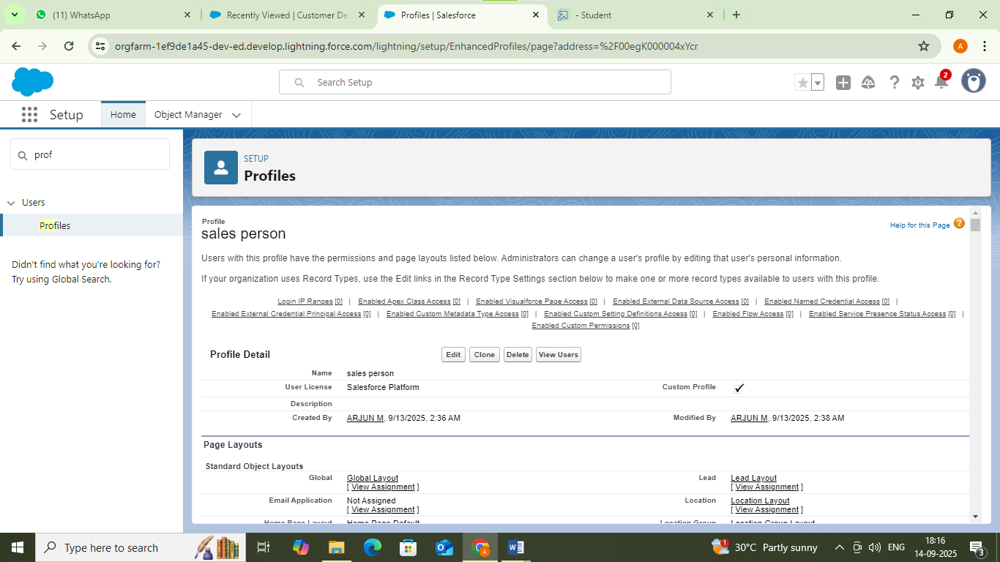 (11) WhatsApp
Recently Viewed | Customer De
Profiles | Salesforce
- Student
orgfarm-1ef9de1a45-dev-ed.develop.lightning.force.com/lightning/setup/EnhancedProfiles/page?address=%2F00egK000004xYcr
A
Search Setup
2
Setup
Home
Object Manager
prof
Users
Profiles
Didn't find what you're looking for?
Try using Global Search.
SETUP
Profiles
Profile
sales person
Help for this Page ?
Users with this profile have the permissions and page layouts listed below. Administrators can change a user's profile by editing that user's personal information.
If your organization uses Record Types, use the Edit links in the Record Type Settings section below to make one or more record types available to users with this profile.
Login IP Ranges [0] | Enabled Apex Class Access [0] | Enabled Visualforce Page Access [0] | Enabled External Data Source Access [0] | Enabled Named Credential Access [0] |
Enabled External Credential Principal Access [0] | Enabled Custom Metadata Type Access [0] | Enabled Custom Setting Definitions Access [0] | Enabled Flow Access [0] | Enabled Service Presence Status Access [0] |
Enabled Custom Permissions [0]
Profile Detail Edit Clone Delete View Users
Name sales person
User License Salesforce Platform Custom Profile
Description
Created By ARJUN M, 9/13/2025, 2:36 AM Modified By ARJUN M, 9/13/2025, 2:38 AM
Page Layouts
Standard Object Layouts
Global Global Layout Lead Lead Layout
[ View Assignment ] [ View Assignment ]
Email Application Not Assigned Location Location Layout
[ View Assignment ] [ View Assignment ]
Home Page Layout Home Page Default Location Group Location Group Layout
Type here to search
1
30°C Partly sunny
ENG
18:16
14-09-2025
3